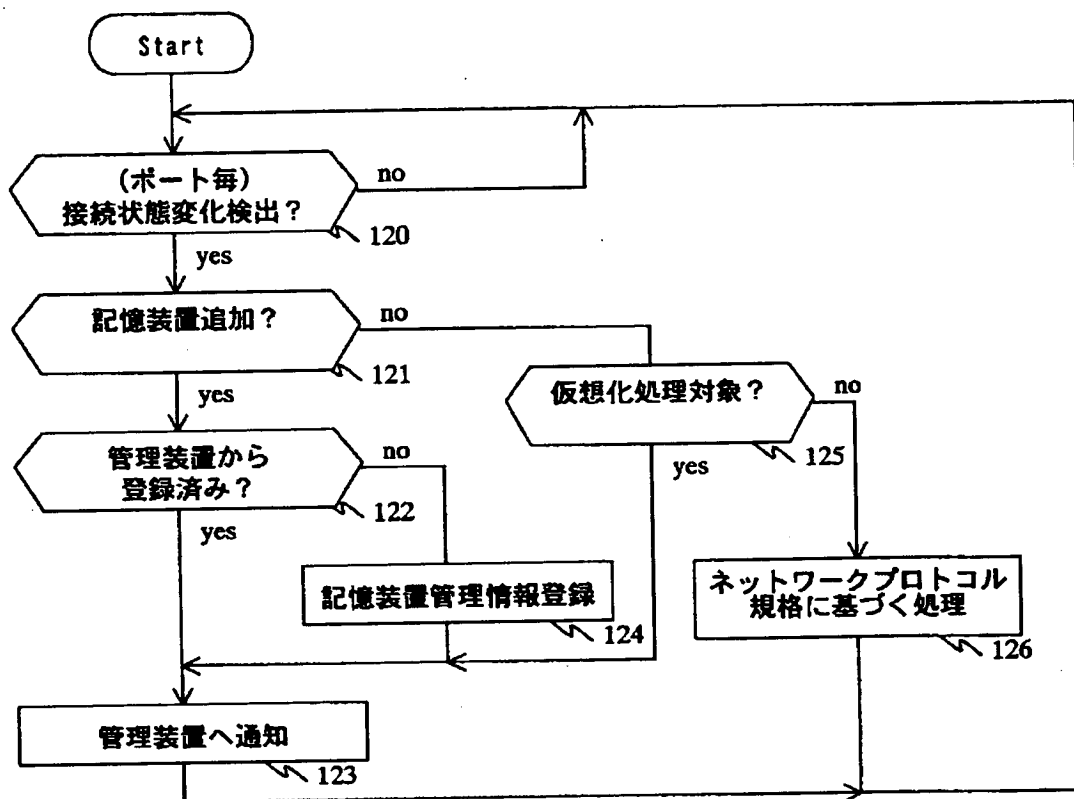 Start
(ポート毎)
接続状態変化検出?
no
120
yes
記憶装置追加?
no
121
yes
仮想化処理対象?
no
125
yes
管理装置から
登録済み?
no
122
yes
記憶装置管理情報登録
124
ネットワークプロトコル
規格に基づく処理
126
管理装置へ通知
123